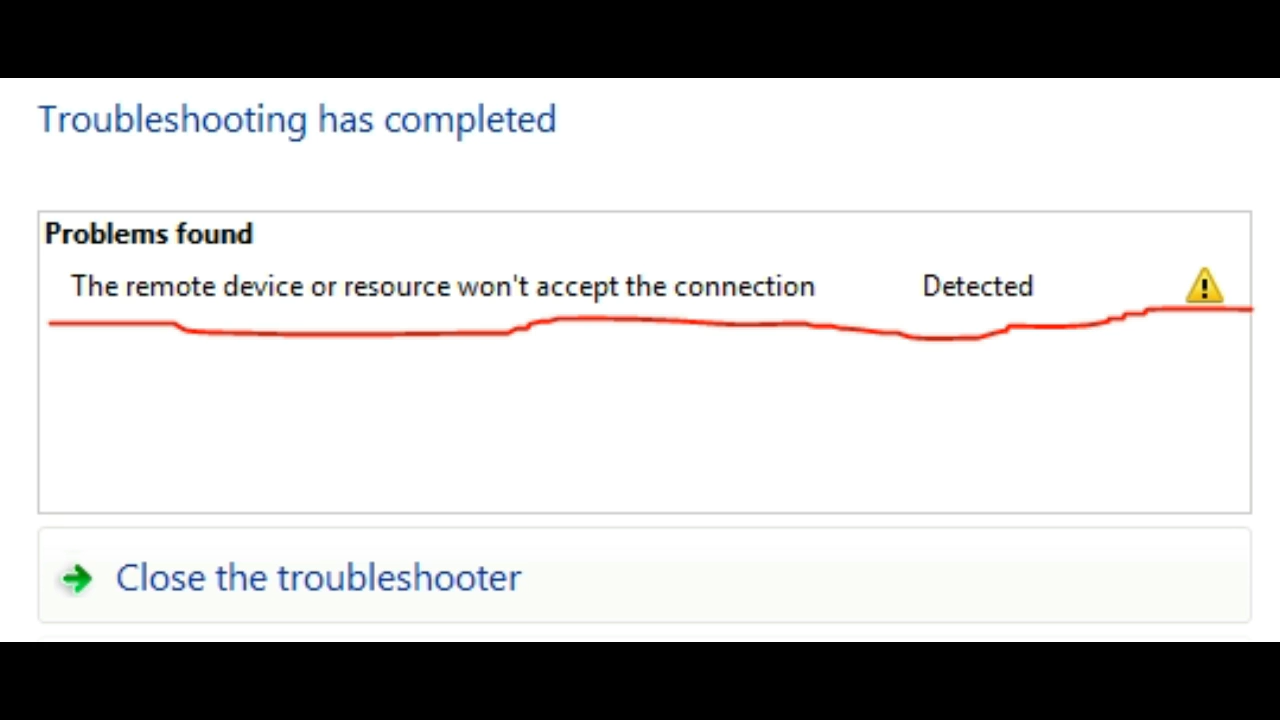 Troubleshooting has completed
Problems found
The remote device or resource won't accept the connection Detected
Close the troubleshooter